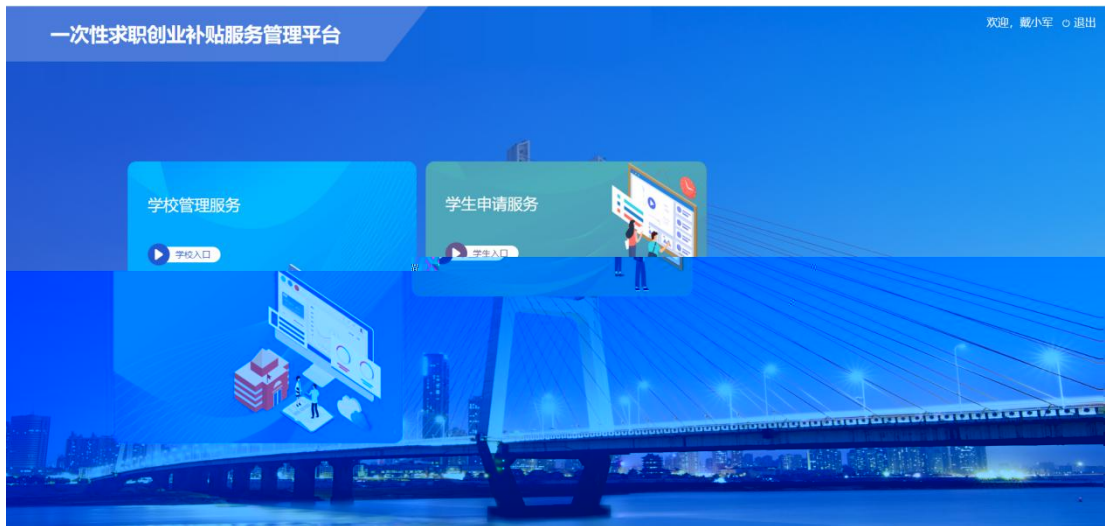 一次性求职创业补贴服务管理平台
欢迎，戴小军 退出
学校管理服务
学生申请服务
学校入口
学生入口